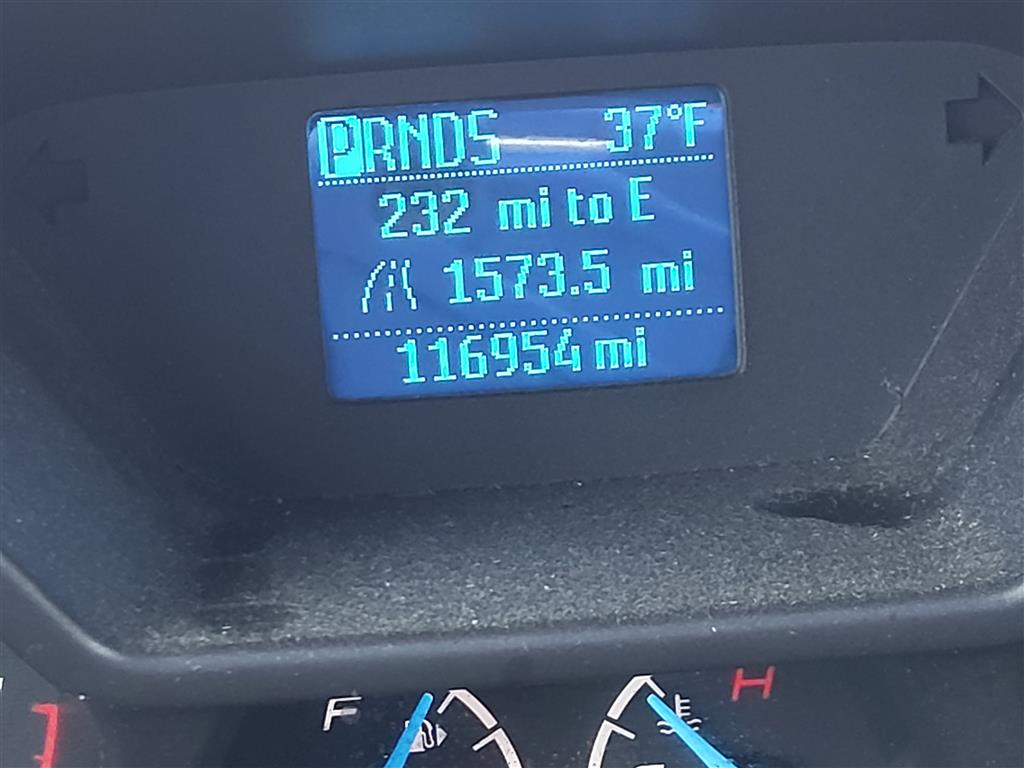 PRNDS 37°F
232 mi to E
1573.5 mi
116954 mi
F H